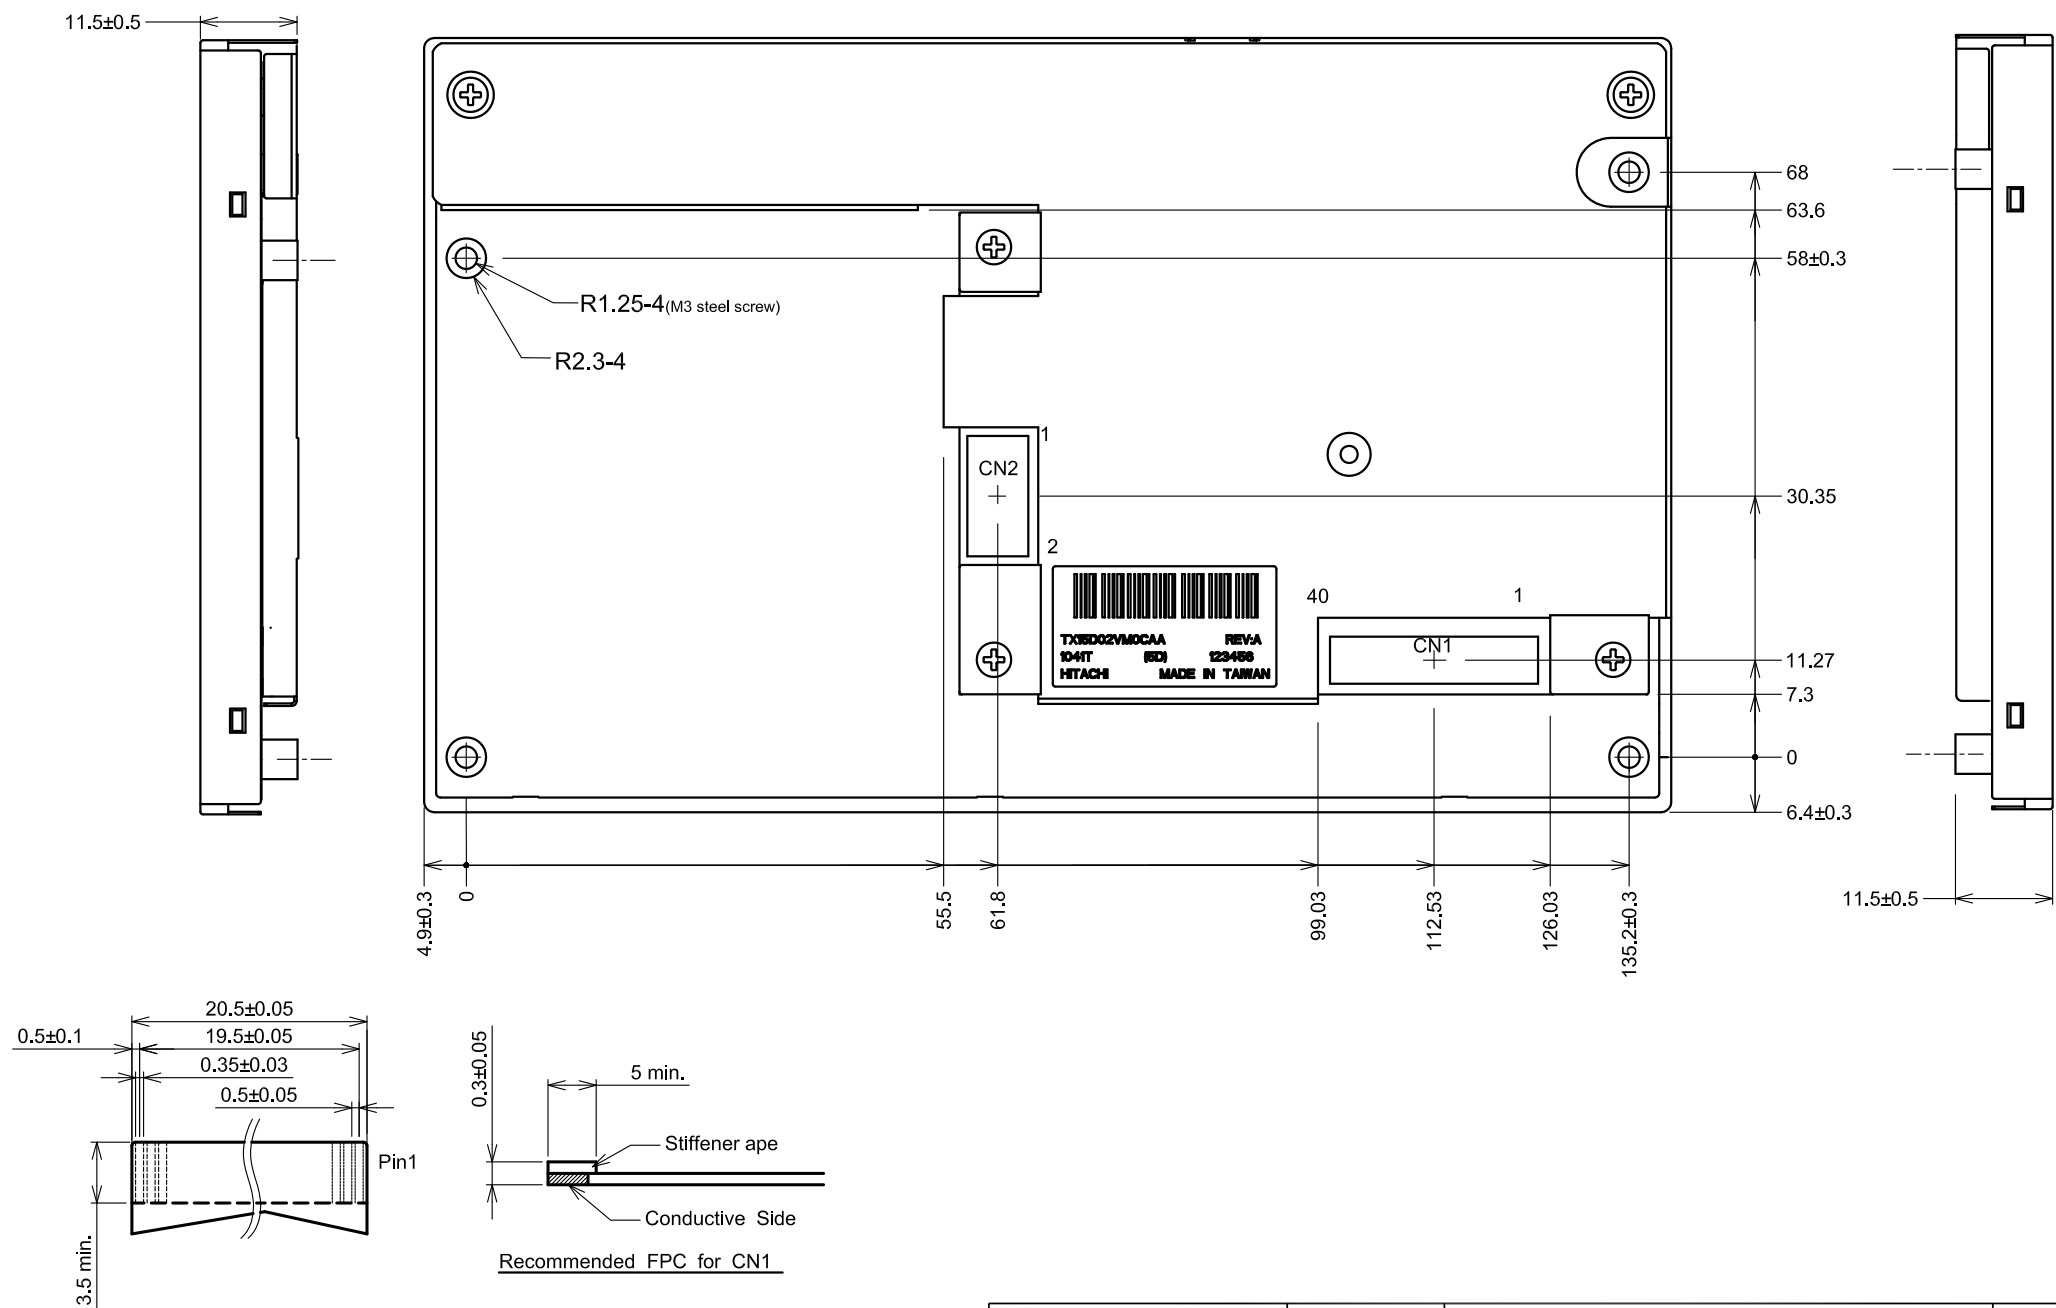 11.5±0.5
68
63.6
58±0.3
R1.25-4(M3 steel screw)
R2.3-4
1
CN2
30.35
2
40
1
TX15D02VM0CAA REV:A
1041T (5D) 123456
HITACHI MADE IN TAIWAN
CN1
11.27
7.3
0
6.4±0.3
4.9±0.3
0
55.5
61.8
99.03
112.53
126.03
135.2±0.3
11.5±0.5
20.5±0.05
0.5±0.1
19.5±0.05
0.35±0.03
0.5±0.05
Pin1
3.5 min.
0.3±0.05
5 min.
Stiffener ape
Conductive Side
Recommended FPC for CN1